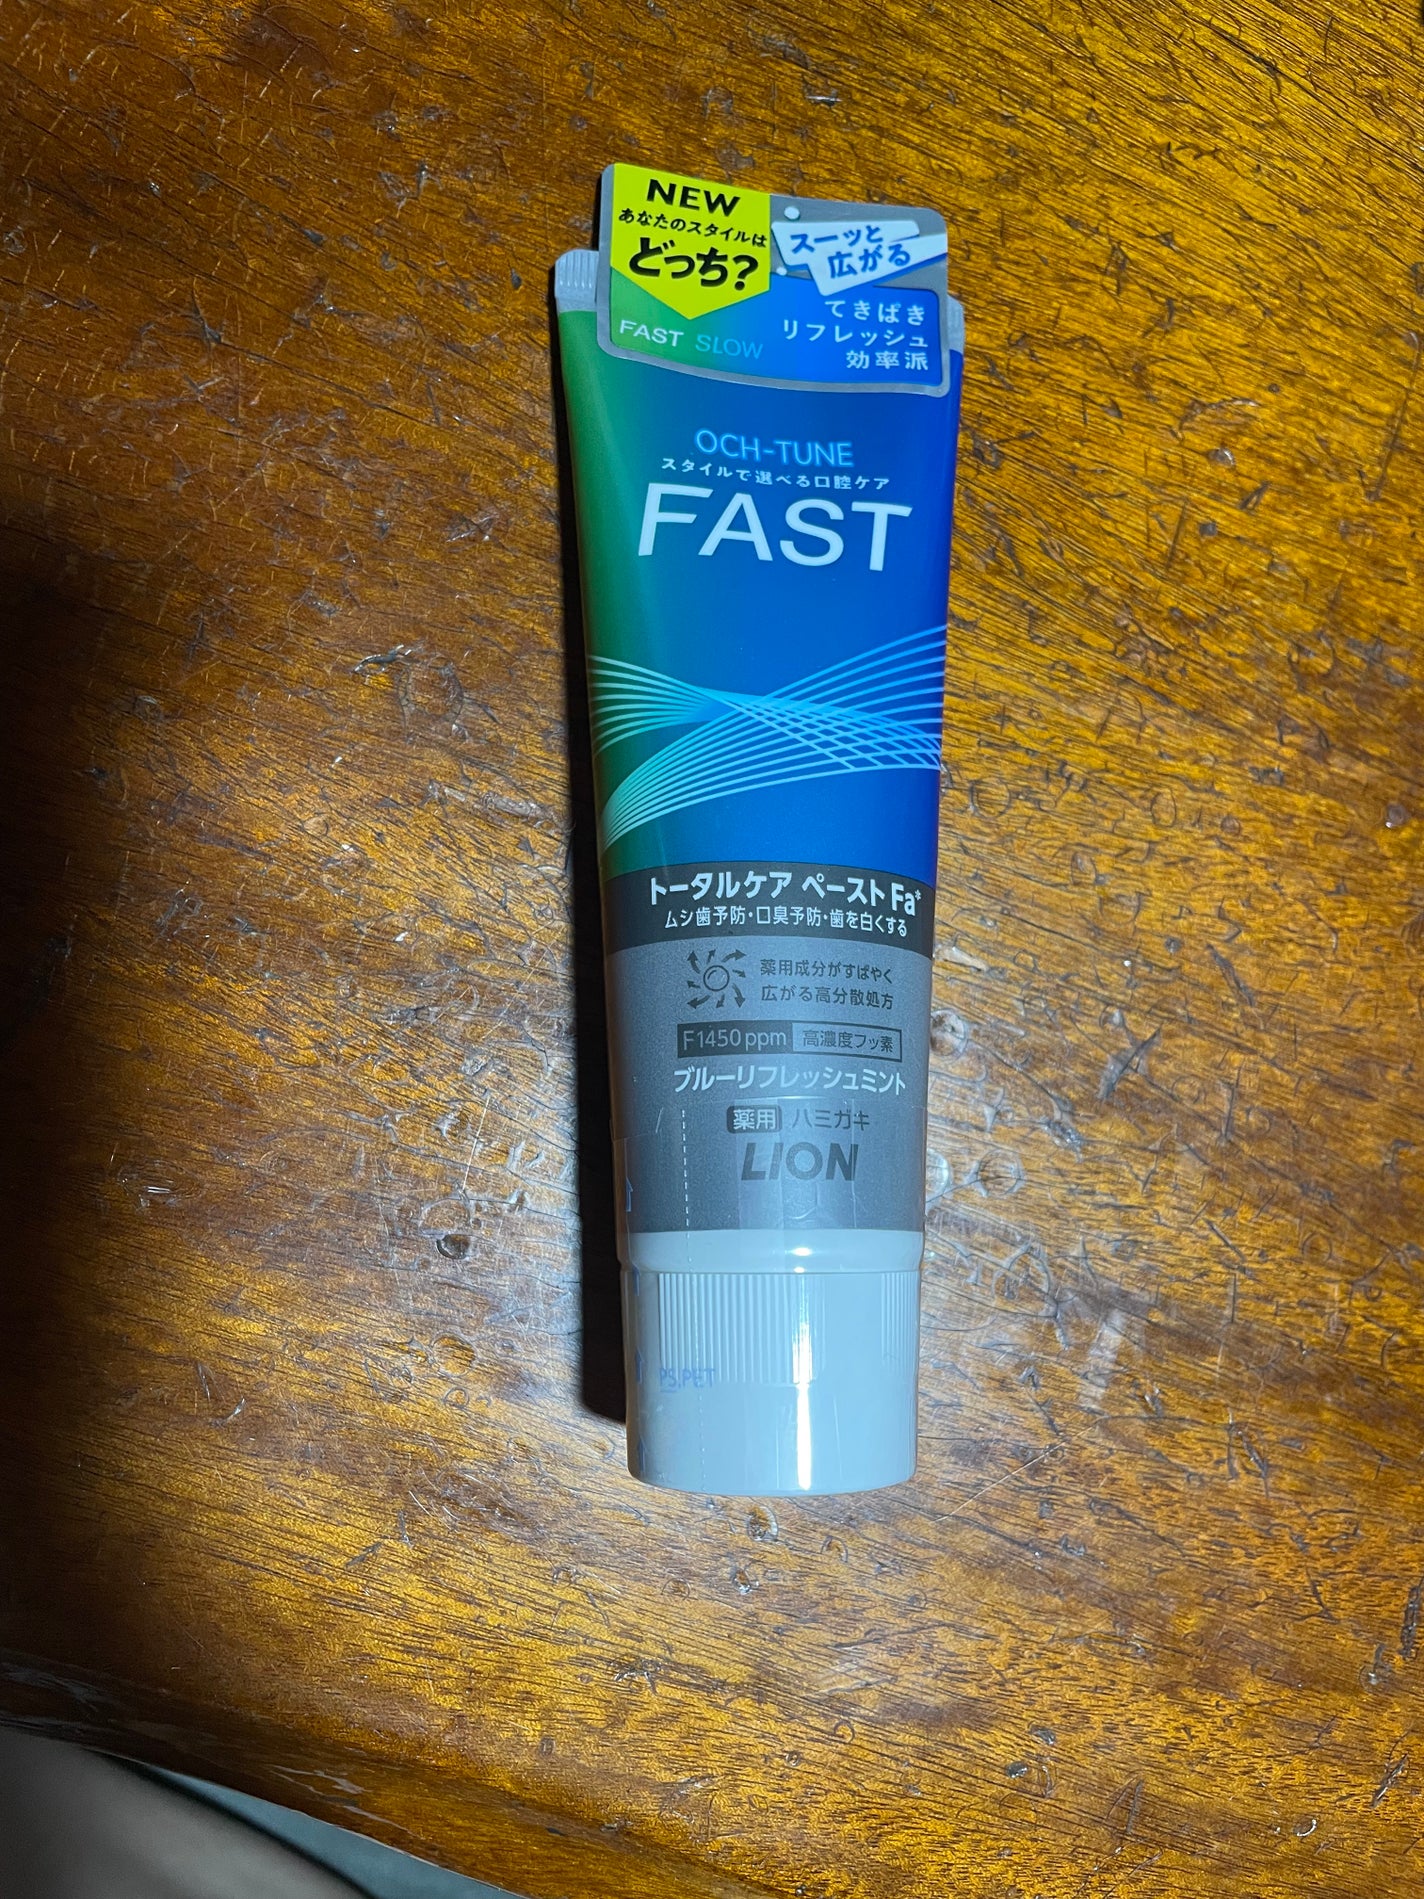 NEW
あなたのスタイルは
どっち?
FAST SLOW
スーッと
広がる
てきぱき
リフレッシュ
効率派
OCH-TUNE
スタイルで選べる口腔ケア
FAST
トータルケア ペースト Fa*
ムシ歯予防・口臭予防・歯を白くする
薬用成分がすばやく
広がる高分散処方
F1450ppm 高濃度フッ素
ブルーリフレッシュミント
薬用 ハミガキ
LION
PS,PET